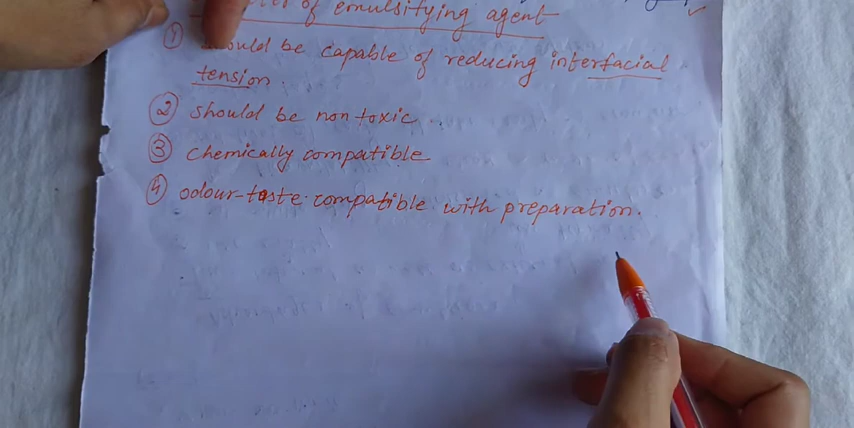 of emulsifying agent
① should be capable of reducing interfacial
tension.
② should be non toxic
③ chemically compatible
④ odour-taste compatible with preparation.